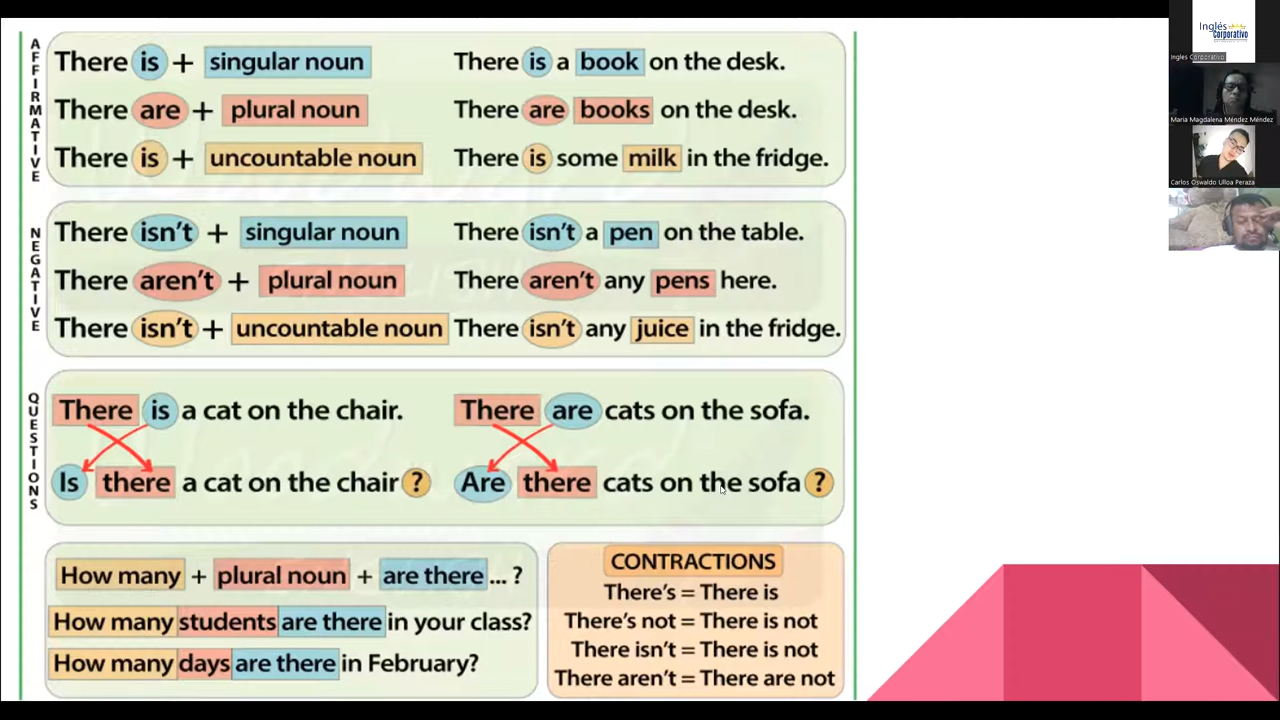 AFFIRMATIVE
There is + singular noun There is a book on the desk.
There are + plural noun There are books on the desk.
There is + uncountable noun There is some milk in the fridge.
NEGATIVE
There isn't + singular noun There isn't a pen on the table.
There aren't + plural noun There aren't any pens here.
There isn't + uncountable noun There isn't any juice in the fridge.
QUESTIONS
There is a cat on the chair. There are cats on the sofa.
Is there a cat on the chair ? Are there cats on the sofa ?
How many + plural noun + are there ... ?
How many students are there in your class?
How many days are there in February?
CONTRACTIONS
There's = There is
There's not = There is not
There isn't = There is not
There aren't = There are not
Inglés
Corporativo
Ingles Corporativo
Maria Magdalena Méndez Méndez
Carlos Oswaldo Ulloa Peraza